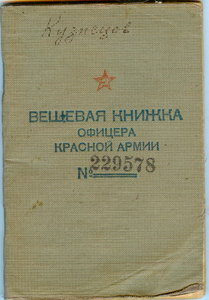 Кузнецов
ВЕЩЕВАЯ КНИЖКА
ОФИЦЕРА
КРАСНОЙ АРМИИ
№ 229578